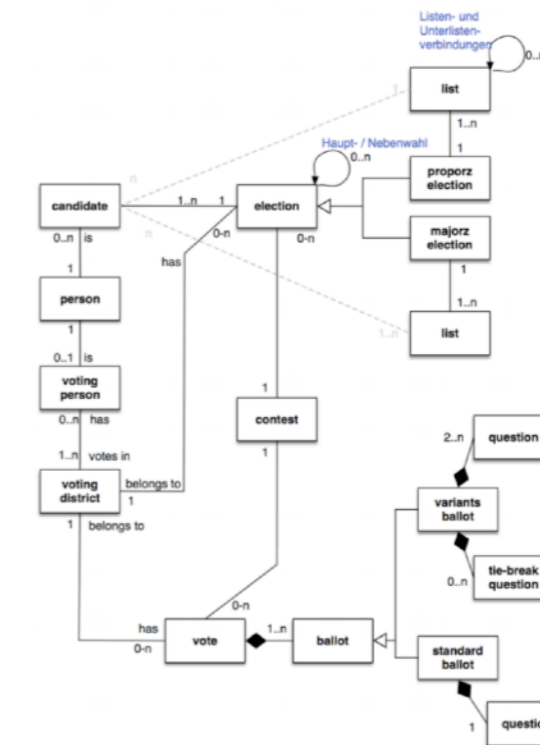 Listen- und
Unterlisten-
verbindungen
0..n
list
1
1..n
Haupt- / Nebenwahl
0..n
1
proporz
election
n
candidate
1..n
1
election
0..n
is
n
0-n
0-n
majorz
election
has
1
1
person
1
1..n
1..n
list
0..1
is
voting
person
1
contest
0..n
has
1
2..n
question
1..n
votes in
voting
district
belongs to
1
variants
ballot
1
belongs to
0..n
tie-break
question
0-n
has
0-n
vote
1..n
ballot
standard
ballot
1